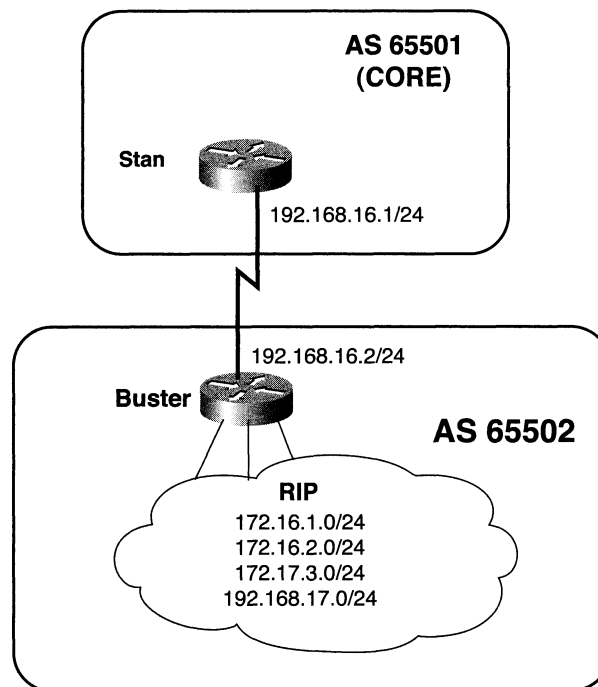 AS 65501
(CORE)
Stan
192.168.16.1/24
192.168.16.2/24
Buster
AS 65502
RIP
172.16.1.0/24
172.16.2.0/24
172.17.3.0/24
192.168.17.0/24